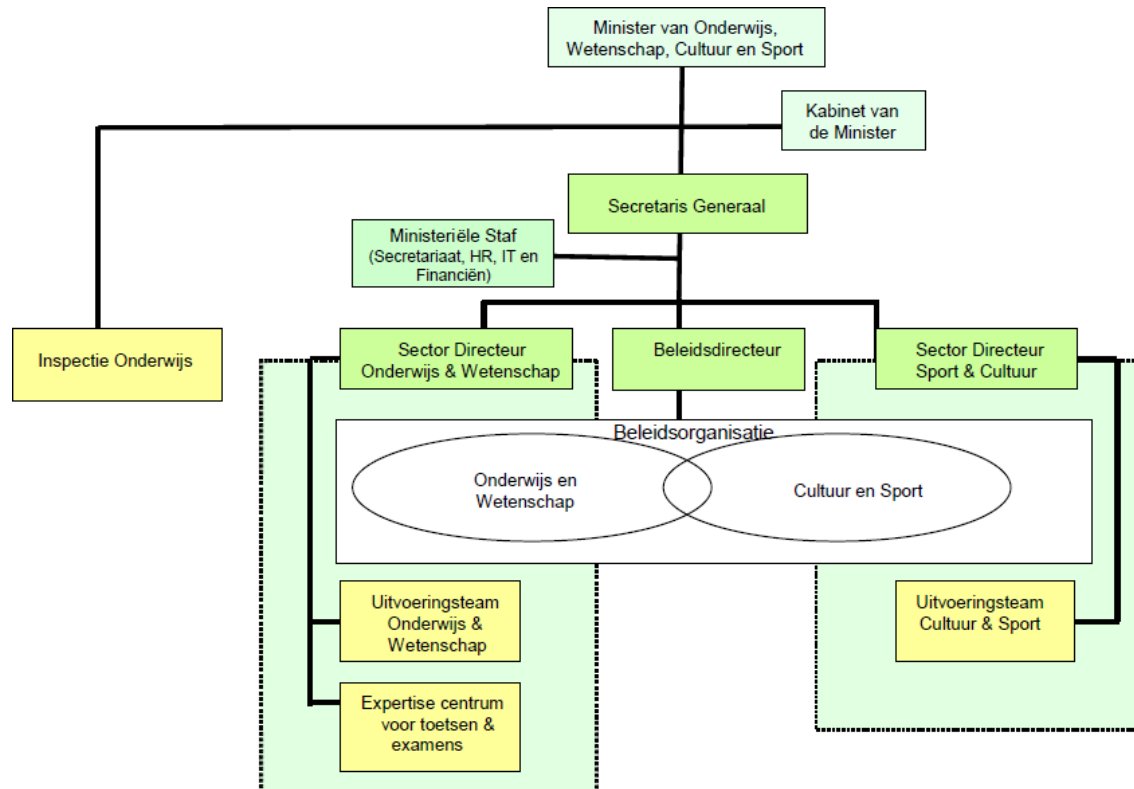 Minister van Onderwijs,
Wetenschap, Cultuur en Sport
Kabinet van
de Minister
Secretaris Generaal
Ministeriële Staf
(Secretariaat, HR, IT en
Financiën)
Inspectie Onderwijs
Sector Directeur
Onderwijs & Wetenschap
Beleidsdirecteur
Sector Directeur
Sport & Cultuur
Beleidsorganisatie
Onderwijs en
Wetenschap
Cultuur en Sport
Uitvoeringsteam
Onderwijs &
Wetenschap
Uitvoeringsteam
Cultuur & Sport
Expertise centrum
voor toetsen &
examens